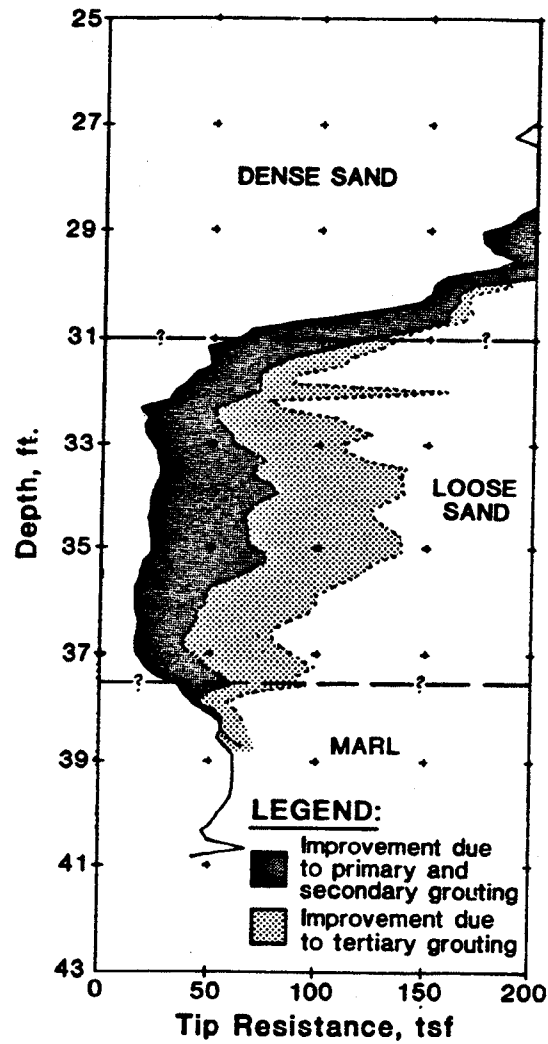 25
27
DENSE SAND
29
31
? ?
33
LOOSE
SAND
35
37
? ?
MARL
39
LEGEND:
Improvement due
to primary and
secondary grouting
41
Improvement due
to tertiary grouting
43
0 50 100 150 200
Tip Resistance, tsf
Depth, ft.